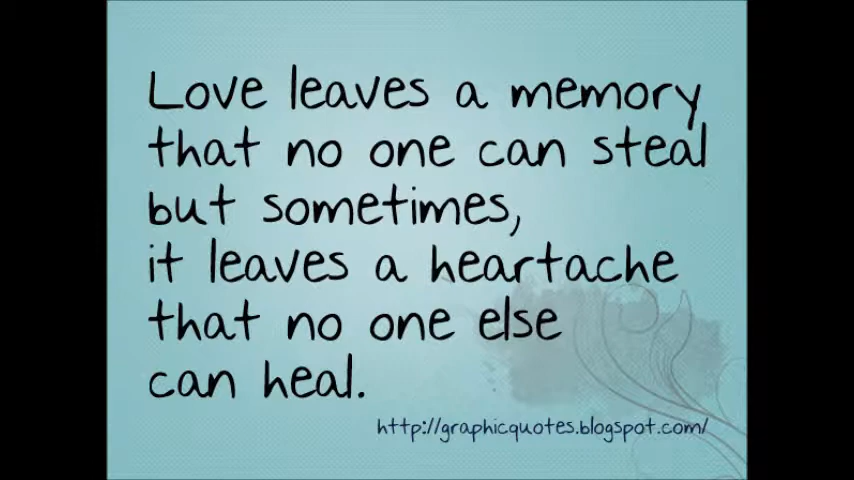 Love leaves a memory
that no one can steal
but sometimes,
it leaves a heartache
that no one else
can heal.
http://graphicquotes.blogspot.com/